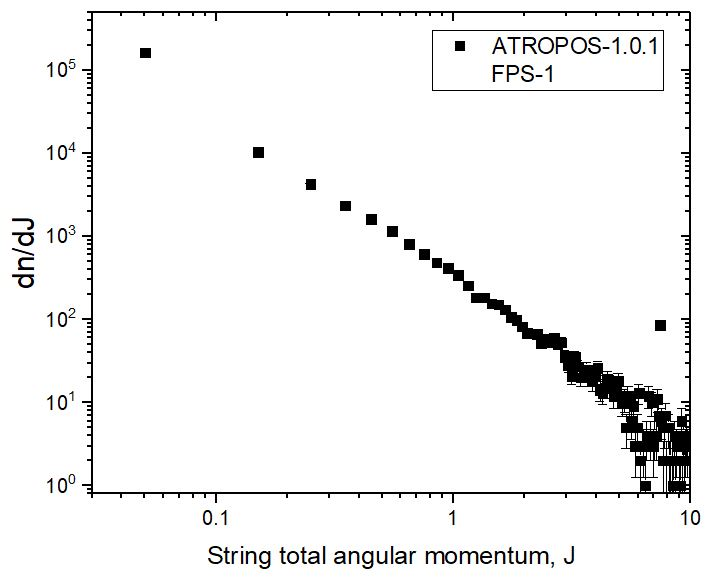 ATROPOS-1.0.1
FPS-1
10^5
10^4
10^3
10^2
10^1
10^0
dn/dJ
0.1 1 10
String total angular momentum, J